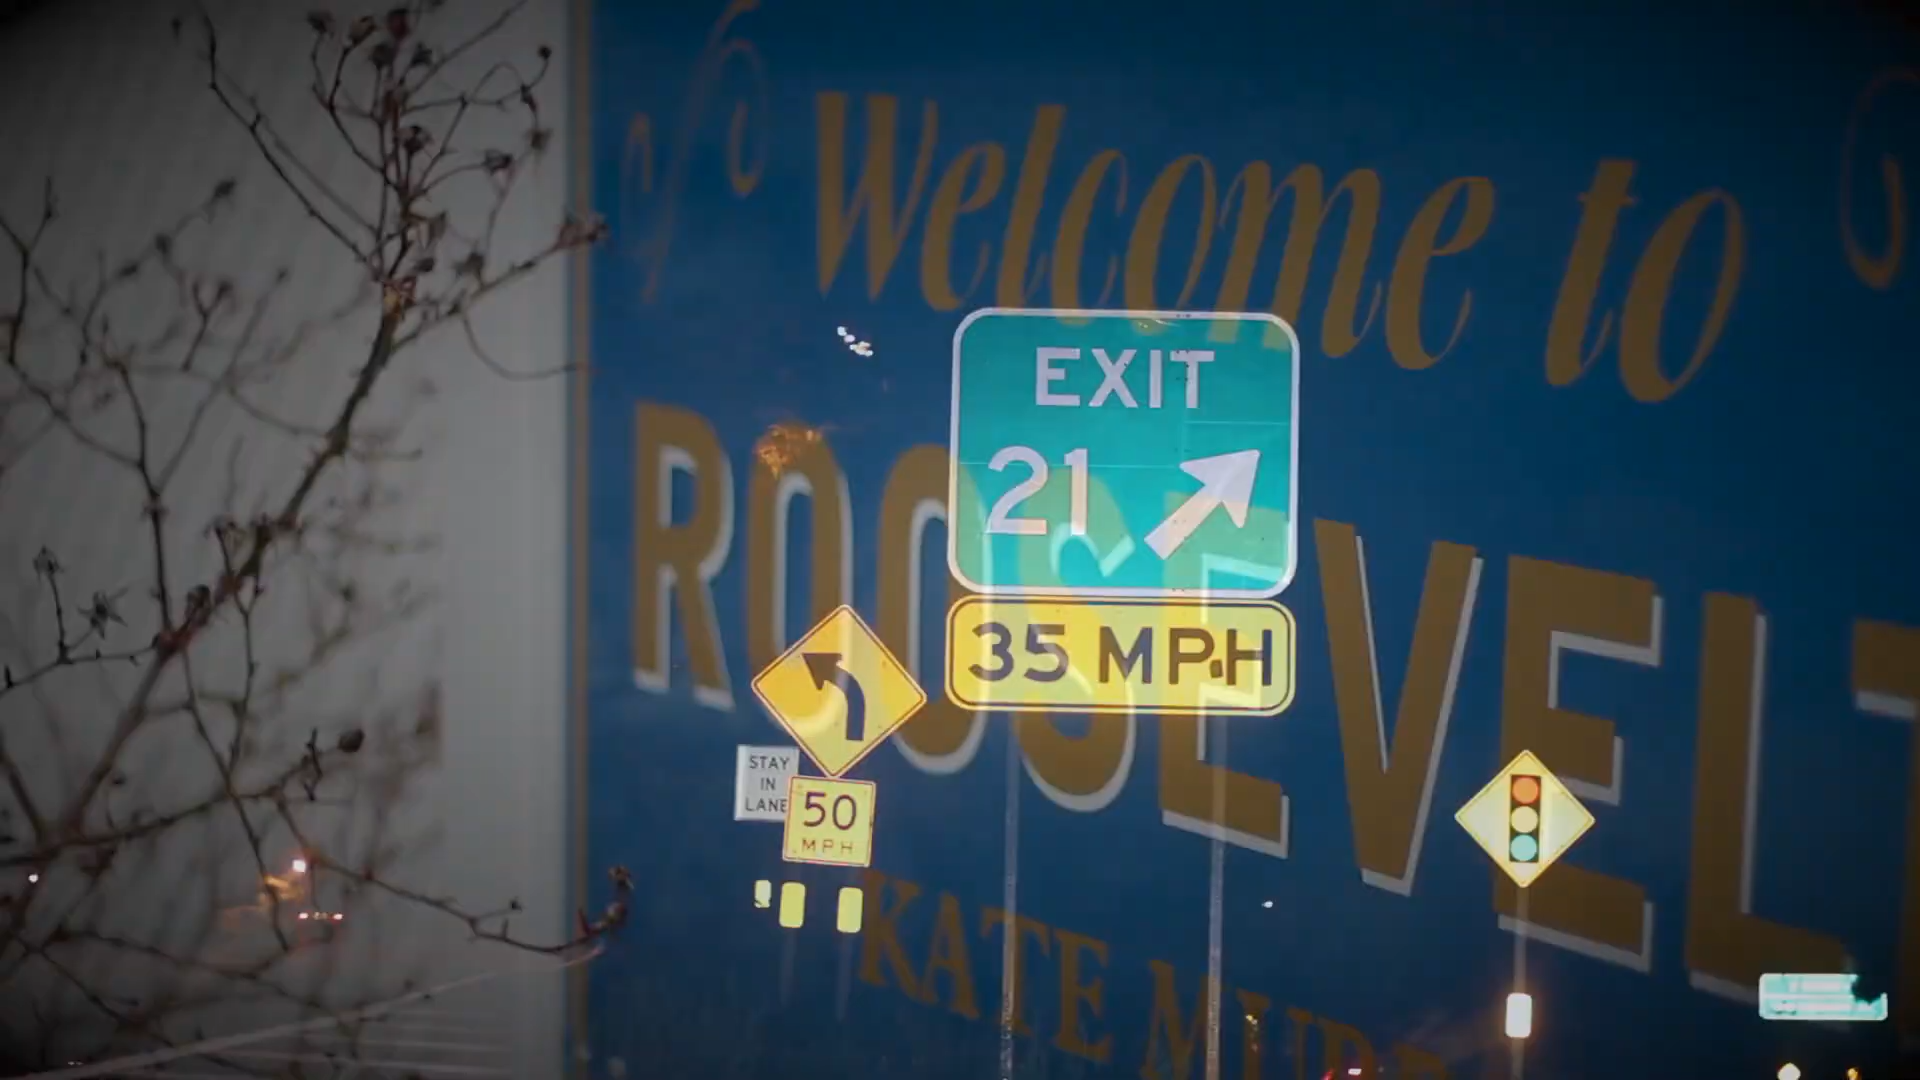 Welcome to
ROOSEVELT
KATE
EXIT
21
35 MPH
STAY
IN
LANE
50
MPH